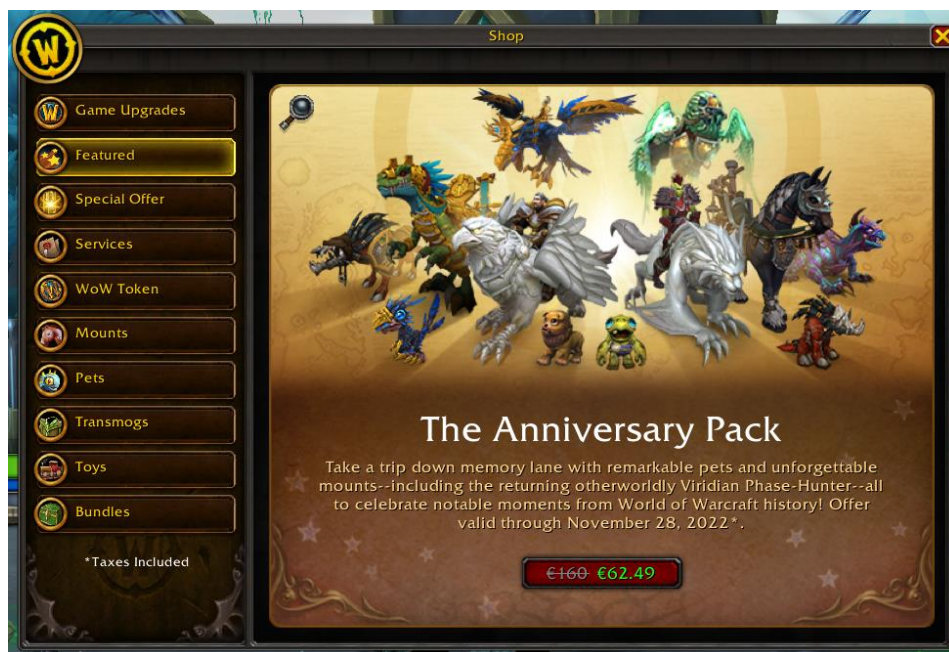 Shop
Game Upgrades
Featured
Special Offer
Services
WoW Token
Mounts
Pets
Transmogs
Toys
Bundles
*Taxes Included
The Anniversary Pack
Take a trip down memory lane with remarkable pets and unforgettable
mounts--including the returning otherworldly Viridian Phase-Hunter--all
to celebrate notable moments from World of Warcraft history! Offer
valid through November 28, 2022*.
€160 €62.49